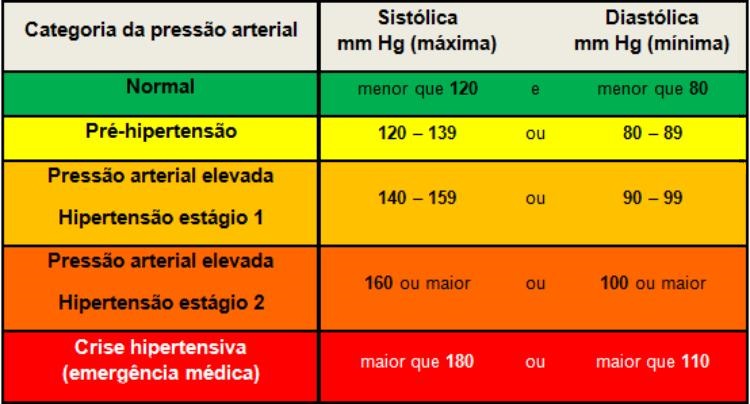 Categoria da pressão arterial
Sistólica
mm Hg (máxima)
Diastólica
mm Hg (mínima)
Normal
menor que 120 e menor que 80
Pré-hipertensão
120 – 139 ou 80 – 89
Pressão arterial elevada
Hipertensão estágio 1
140 – 159 ou 90 – 99
Pressão arterial elevada
Hipertensão estágio 2
160 ou maior ou 100 ou maior
Crise hipertensiva
(emergência médica)
maior que 180 ou maior que 110